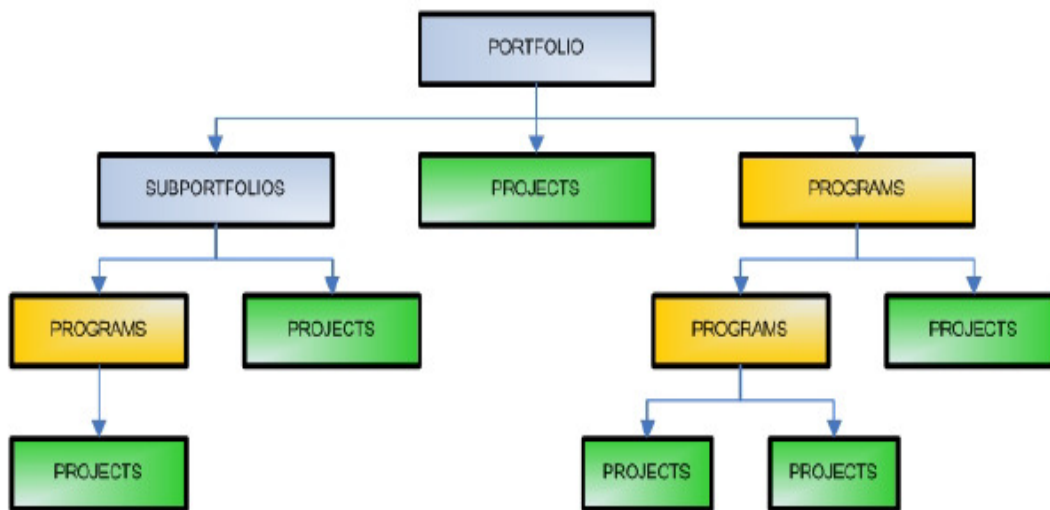 PORTFOLIO
SUBPORTFOLIOS
PROJECTS
PROGRAMS
PROGRAMS
PROJECTS
PROGRAMS
PROJECTS
PROJECTS
PROJECTS
PROJECTS